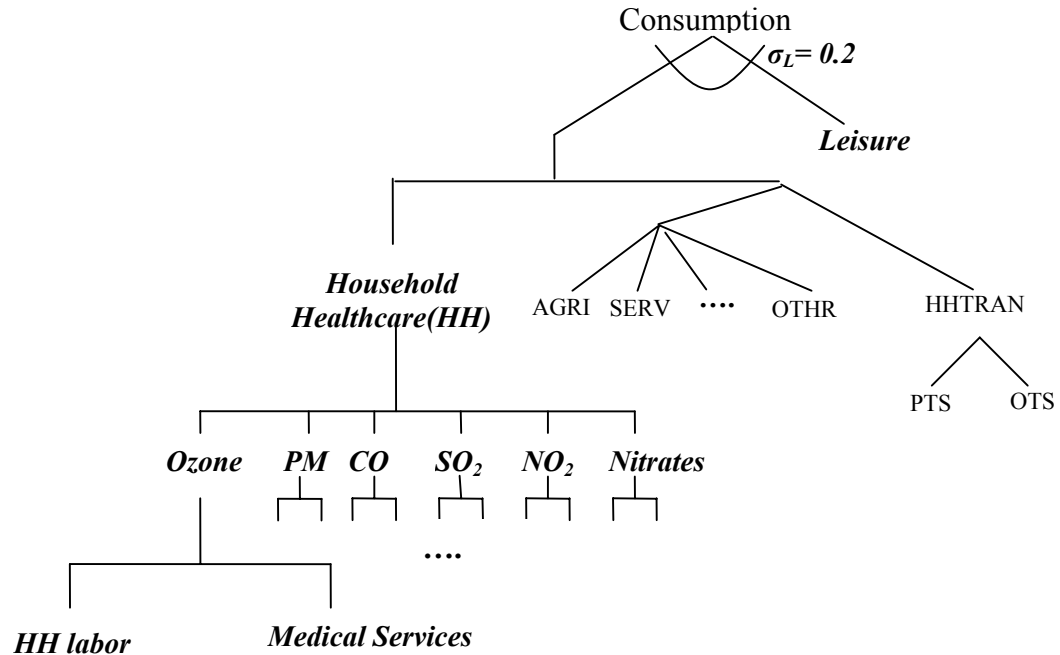 Consumption
σL= 0.2
Leisure
Household
Healthcare(HH)
AGRI SERV .... OTHR
HHTRAN
PTS OTS
Ozone PM CO SO2 NO2 Nitrates
....
HH labor Medical Services